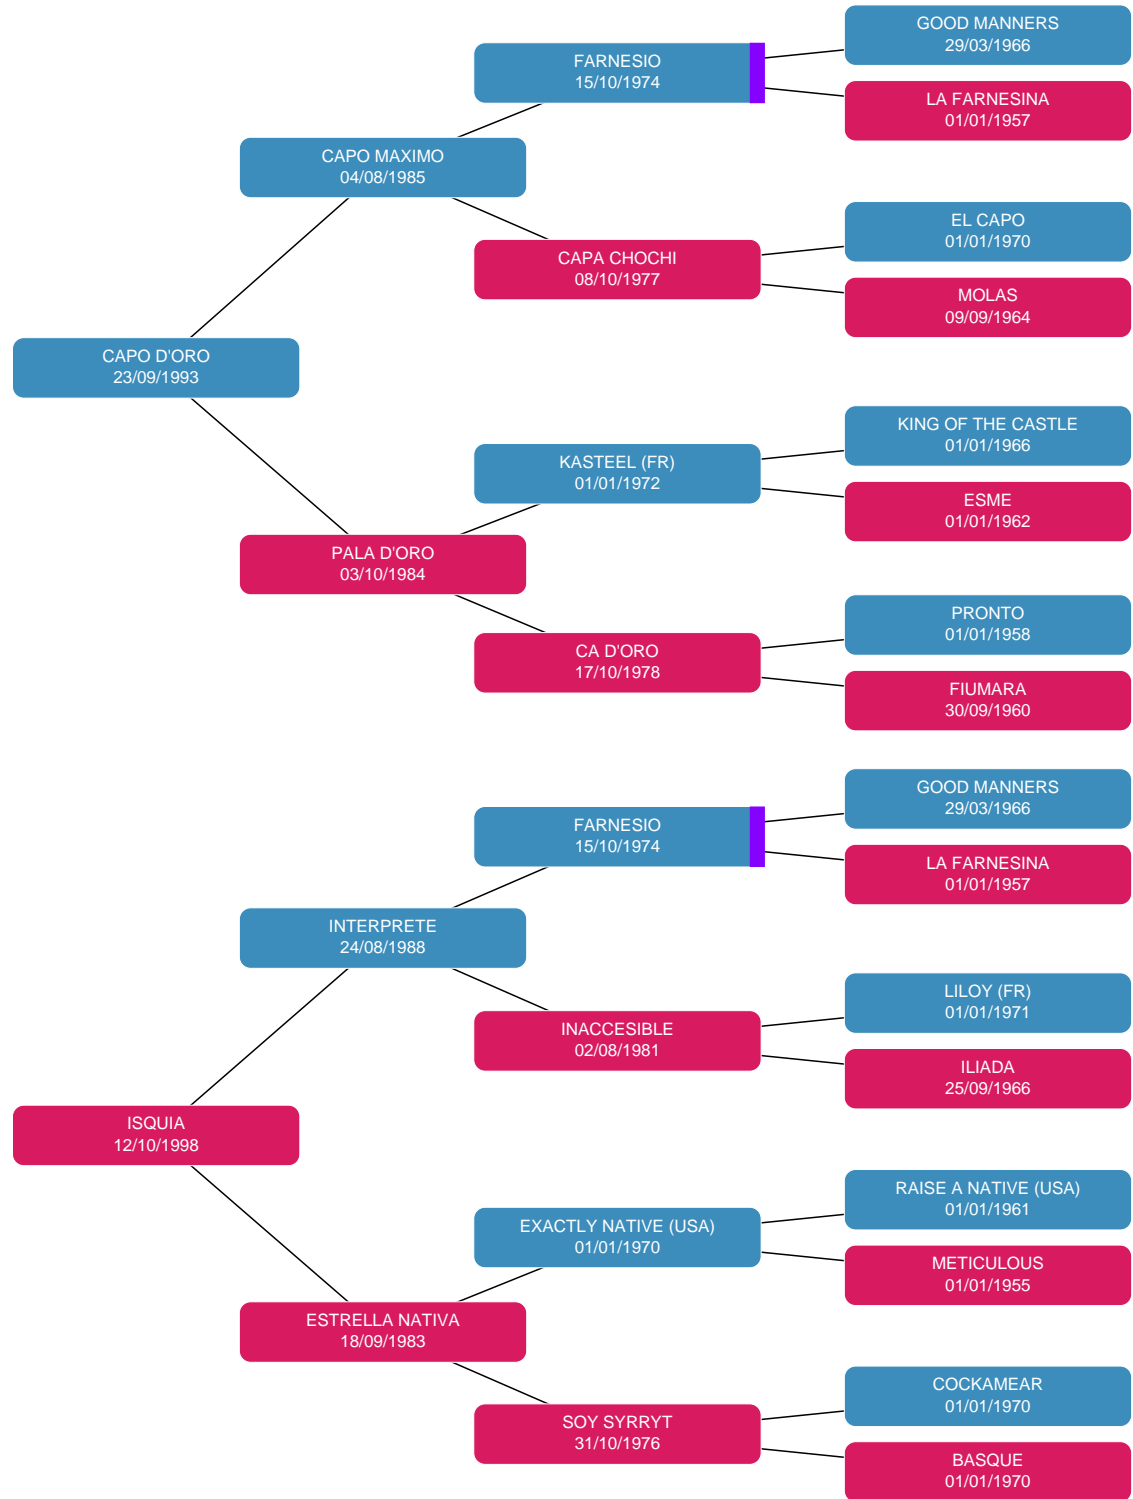 GOOD MANNERS
29/03/1966
FARNESIO
15/10/1974
LA FARNESINA
01/01/1957
CAPO MAXIMO
04/08/1985
EL CAPO
01/01/1970
CAPA CHOCHI
08/10/1977
MOLAS
09/09/1964
CAPO D'ORO
23/09/1993
KING OF THE CASTLE
01/01/1966
KASTEEL (FR)
01/01/1972
ESME
01/01/1962
PALA D'ORO
03/10/1984
PRONTO
01/01/1958
CA D'ORO
17/10/1978
FIUMARA
30/09/1960
GOOD MANNERS
29/03/1966
FARNESIO
15/10/1974
LA FARNESINA
01/01/1957
INTERPRETE
24/08/1988
LILOY (FR)
01/01/1971
INACCESIBLE
02/08/1981
ILIADA
25/09/1966
ISQUIA
12/10/1998
RAISE A NATIVE (USA)
01/01/1961
EXACTLY NATIVE (USA)
01/01/1970
METICULOUS
01/01/1955
ESTRELLA NATIVA
18/09/1983
COCKAMEAR
01/01/1970
SOY SYRRYT
31/10/1976
BASQUE
01/01/1970